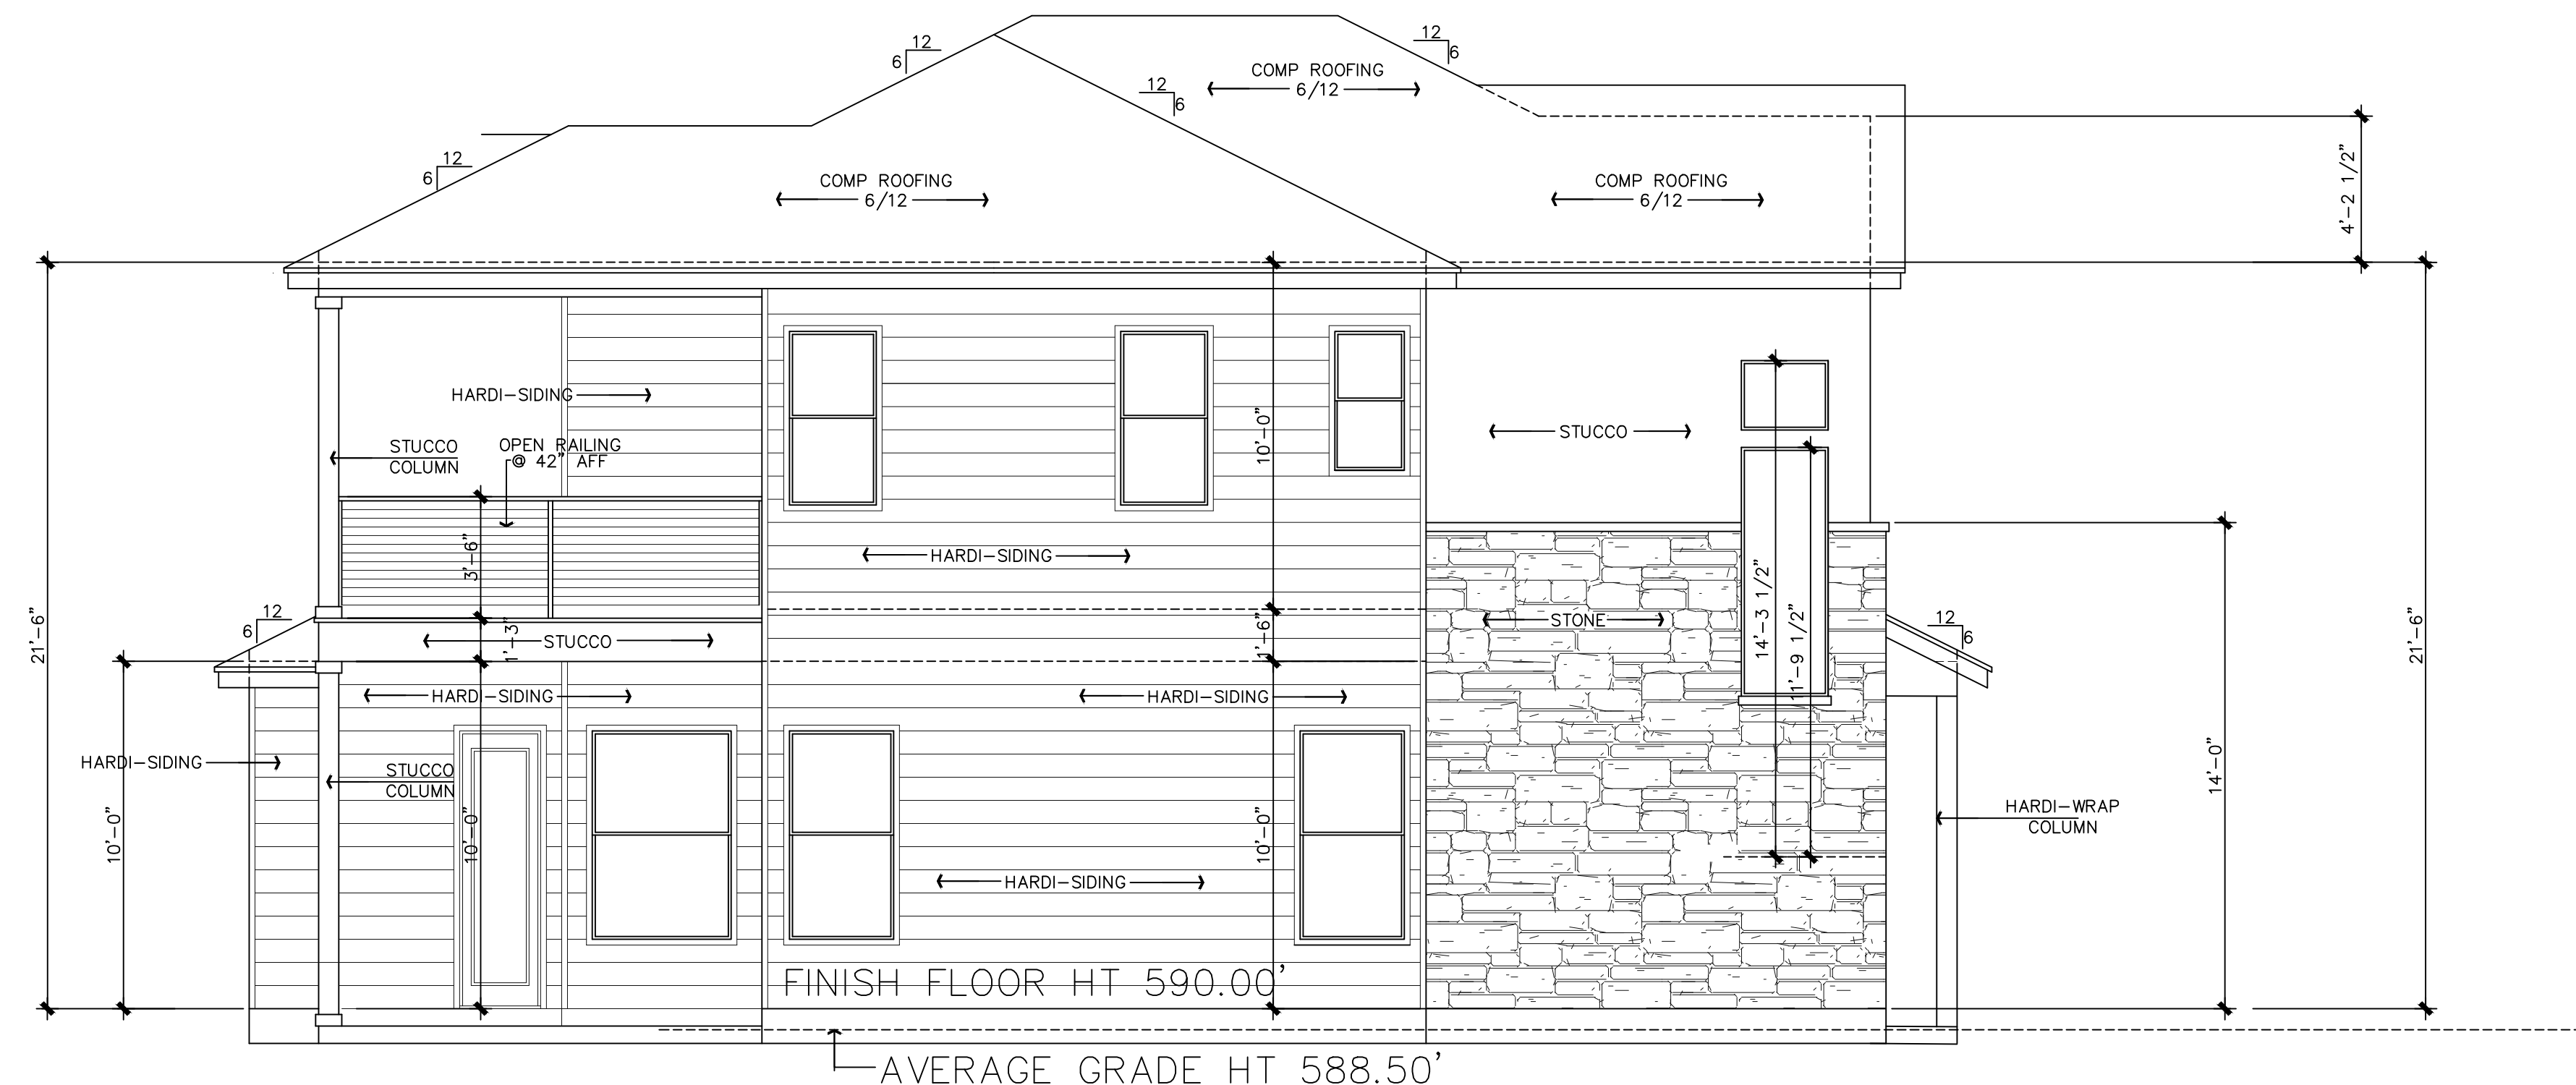 12
6
12
6
COMP ROOFING
6/12
12
6
12
6
COMP ROOFING
6/12
COMP ROOFING
6/12
4'-2 1/2"
HARDI-SIDING
STUCCO
COLUMN
OPEN RAILING
@ 42" AFF
10'-0"
STUCCO
HARDI-SIDING
3'-6"
14'-3 1/2"
11'-9 1/2"
STONE
12
6
12
6
21'-6"
1'-3"
STUCCO
1'-6"
21'-6"
HARDI-SIDING
HARDI-SIDING
HARDI-SIDING
STUCCO
COLUMN
14'-0"
10'-0"
10'-0"
10'-0"
HARDI-WRAP
COLUMN
HARDI-SIDING
FINISH FLOOR HT 590.00'
AVERAGE GRADE HT 588.50'